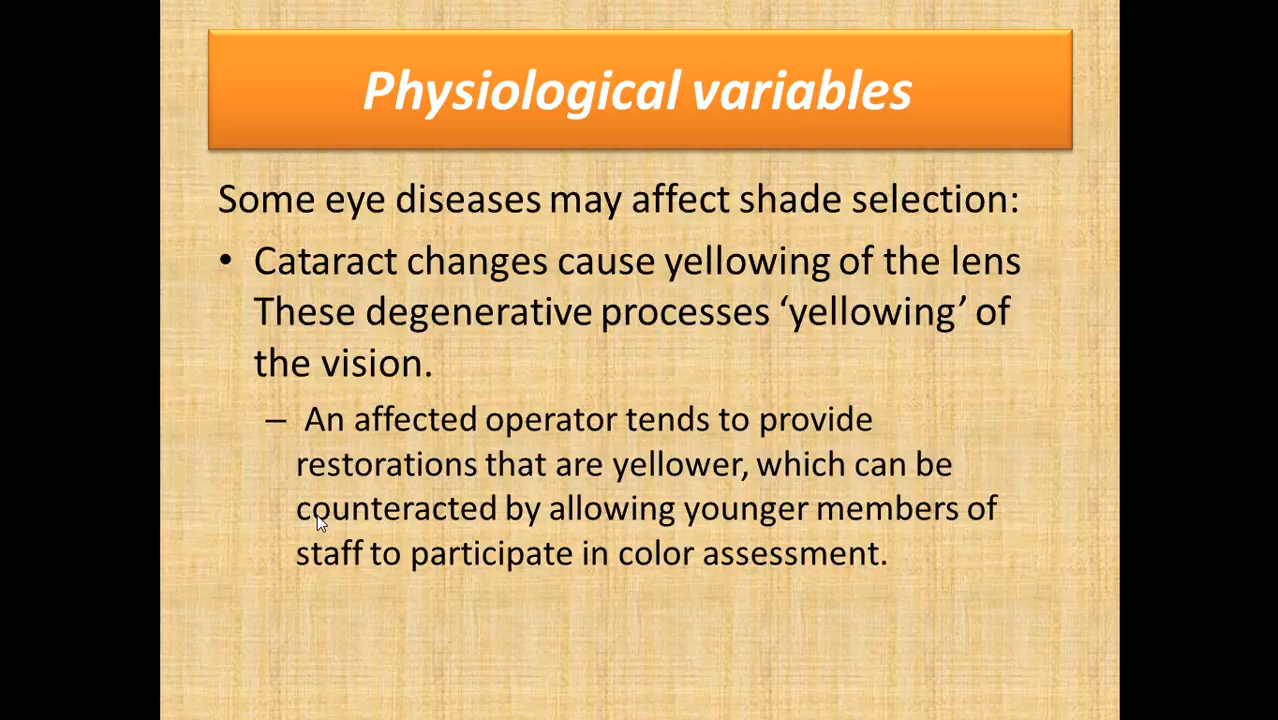 Physiological variables
Some eye diseases may affect shade selection:
• Cataract changes cause yellowing of the lens
These degenerative processes ‘yellowing’ of
the vision.
– An affected operator tends to provide
restorations that are yellower, which can be
counteracted by allowing younger members of
staff to participate in color assessment.